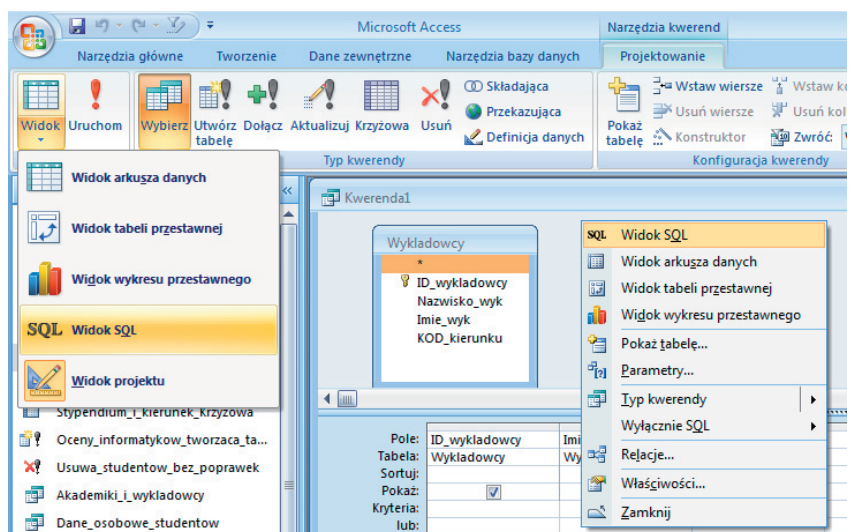 Microsoft Access
Narzędzia kwerend
Narzędzia główne
Tworzenie
Dane zewnętrzne
Narzędzia bazy danych
Projektowanie
Widok
Uruchom
Wybierz
Utwórz tabelę
Dołącz
Aktualizuj
Krzyżowa
Usuń
Składająca
Przekazująca
Definicja danych
Typ kwerendy
Pokaż tabelę
Wstaw wiersze
Usuń wiersze
Konstruktor
Wstaw ko
Usuń kol
Zwróć:
Konfiguracja kwerendy
Widok arkusza danych
Widok tabeli przestawnej
Widok wykresu przestawnego
SQL Widok SQL
Widok projektu
Stypendium_i_kierunek_Krzyzowa
Oceny_informatykow_tworzaca_ta...
Usuwa_studentow_bez_poprawek
Akademiki_i_wykladowcy
Dane_osobowe_studentow
Kwerenda1
Wykladowcy
*
ID_wykladowcy
Nazwisko_wyk
Imie_wyk
KOD_kierunku
Pole: ID_wykladowcy Imi
Tabela: Wykladowcy Wy
Sortuj:
Pokaż:
Kryteria:
lub:
SQL Widok SQL
Widok arkusza danych
Widok tabeli przestawnej
Widok wykresu przestawnego
Pokaż tabelę...
Parametry...
Typ kwerendy
Wyłącznie SQL
Relacje...
Właściwości...
Zamknij